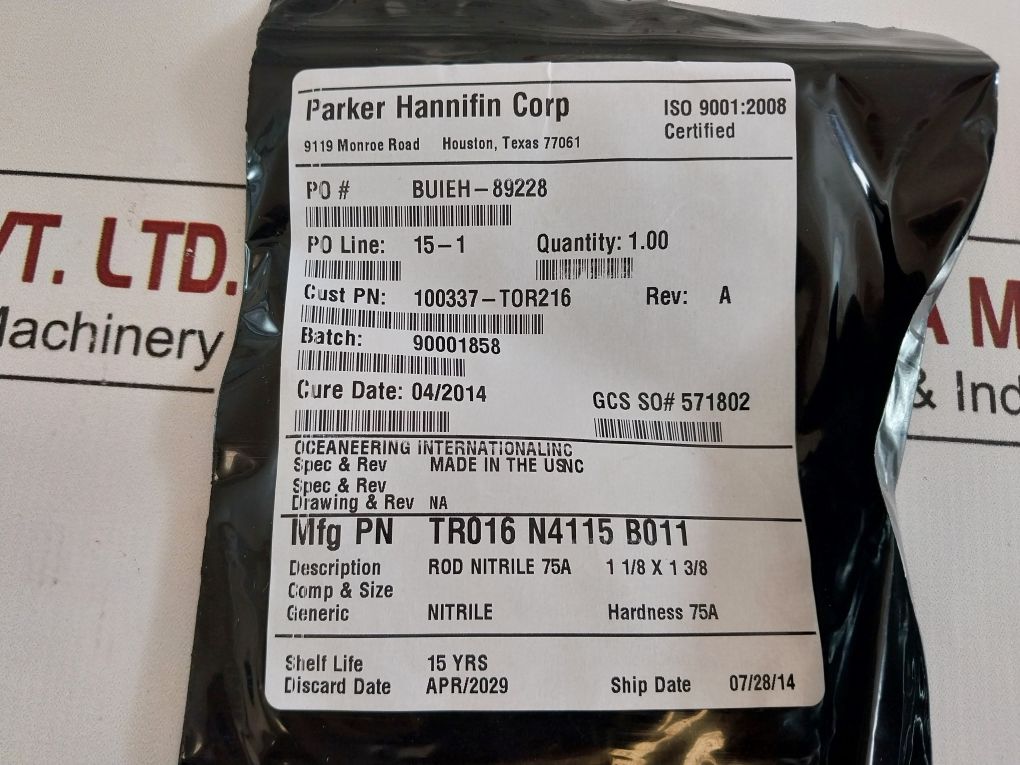 Parker Hannifin Corp ISO 9001:2008
Certified
9119 Monroe Road Houston, Texas 77061
PO # BUIEH-89228
PO Line: 15-1 Quantity: 1.00
Cust PN: 100337-TOR216 Rev: A
Batch: 90001858
Cure Date: 04/2014 GCS SO# 571802
OCEANEERING INTERNATIONALINC
Spec & Rev MADE IN THE USNC
Spec & Rev
Drawing & Rev NA
Mfg PN TR016 N4115 B011
Description ROD NITRILE 75A 1 1/8 X 1 3/8
Comp & Size
Generic NITRILE Hardness 75A
Shelf Life 15 YRS
Discard Date APR/2029 Ship Date 07/28/14
VT. LTD.
Machinery
A M
& Ind